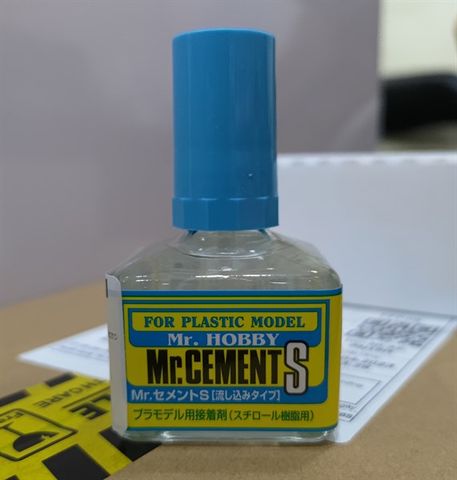 FOR PLASTIC MODEL
Mr. HOBBY
Mr.CEMENT S
Mr.セメントS[流し込みタイプ]
プラモデル用接着剤(スチロール樹脂用)